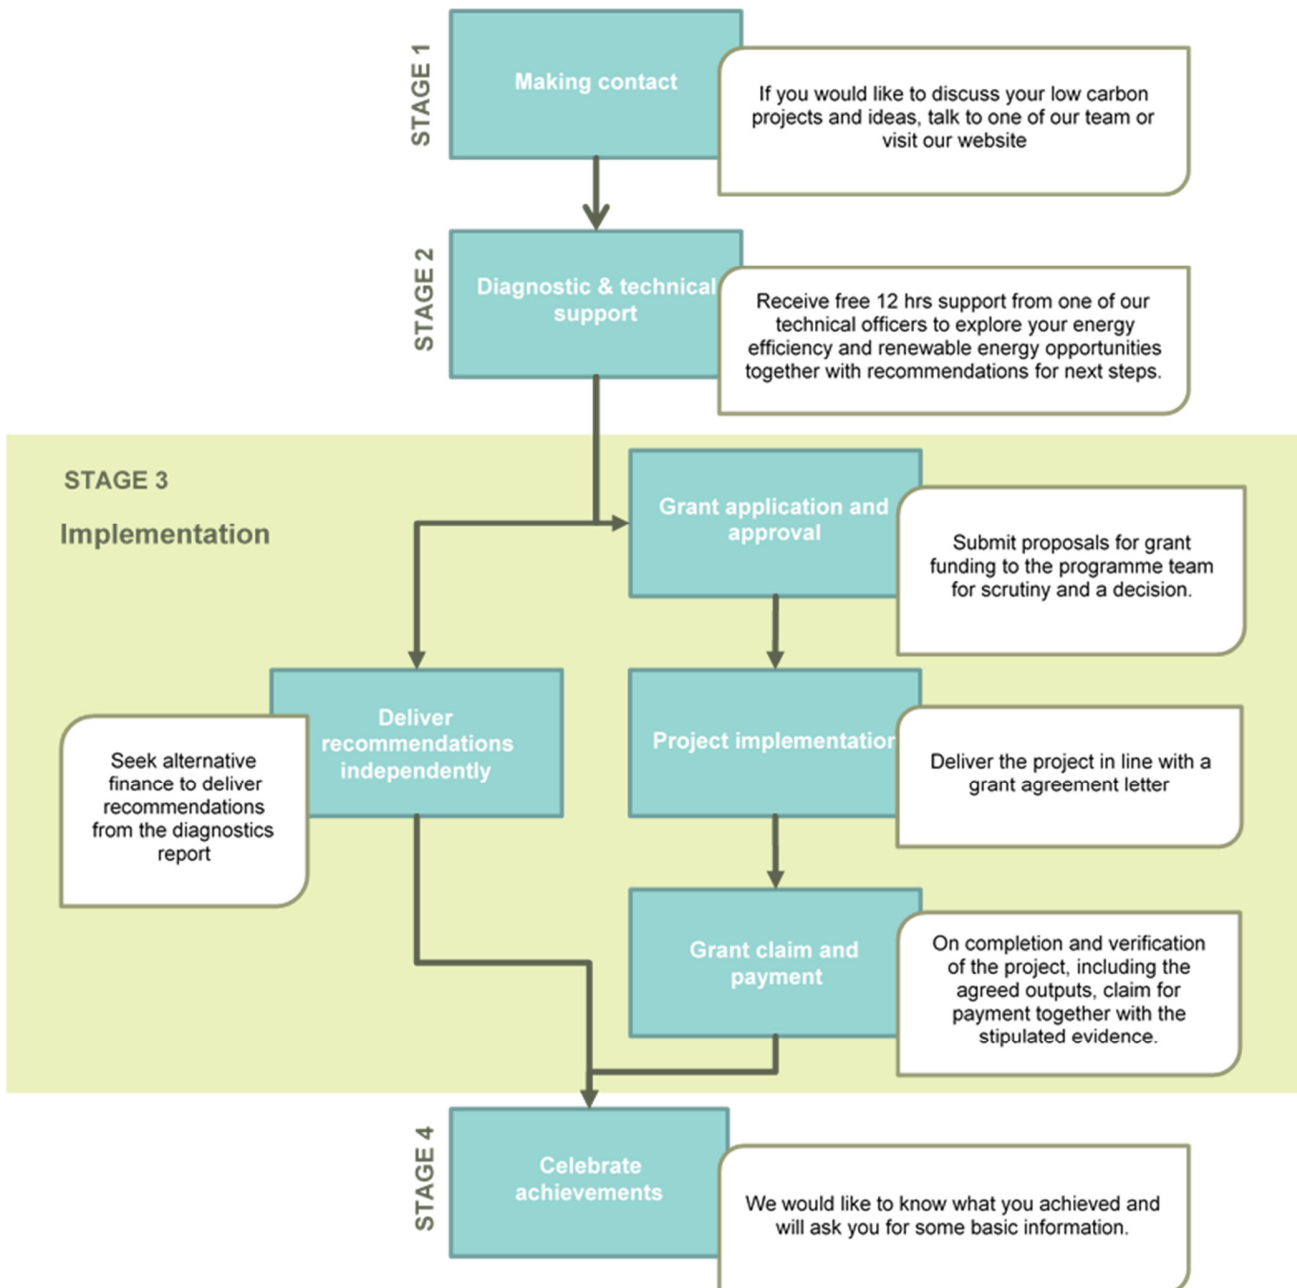 STAGE 1
Making contact
If you would like to discuss your low carbon
projects and ideas, talk to one of our team or
visit our website
STAGE 2
Diagnostic & technical
support
Receive free 12 hrs support from one of our
technical officers to explore your energy
efficiency and renewable energy opportunities
together with recommendations for next steps.
STAGE 3
Implementation
Grant application and
approval
Submit proposals for grant
funding to the programme team
for scrutiny and a decision.
Deliver
recommendations
independently
Seek alternative
finance to deliver
recommendations
from the diagnostics
report
Project implementation
Deliver the project in line with a
grant agreement letter
Grant claim and
payment
On completion and verification
of the project, including the
agreed outputs, claim for
payment together with the
stipulated evidence.
STAGE 4
Celebrate
achievements
We would like to know what you achieved and
will ask you for some basic information.